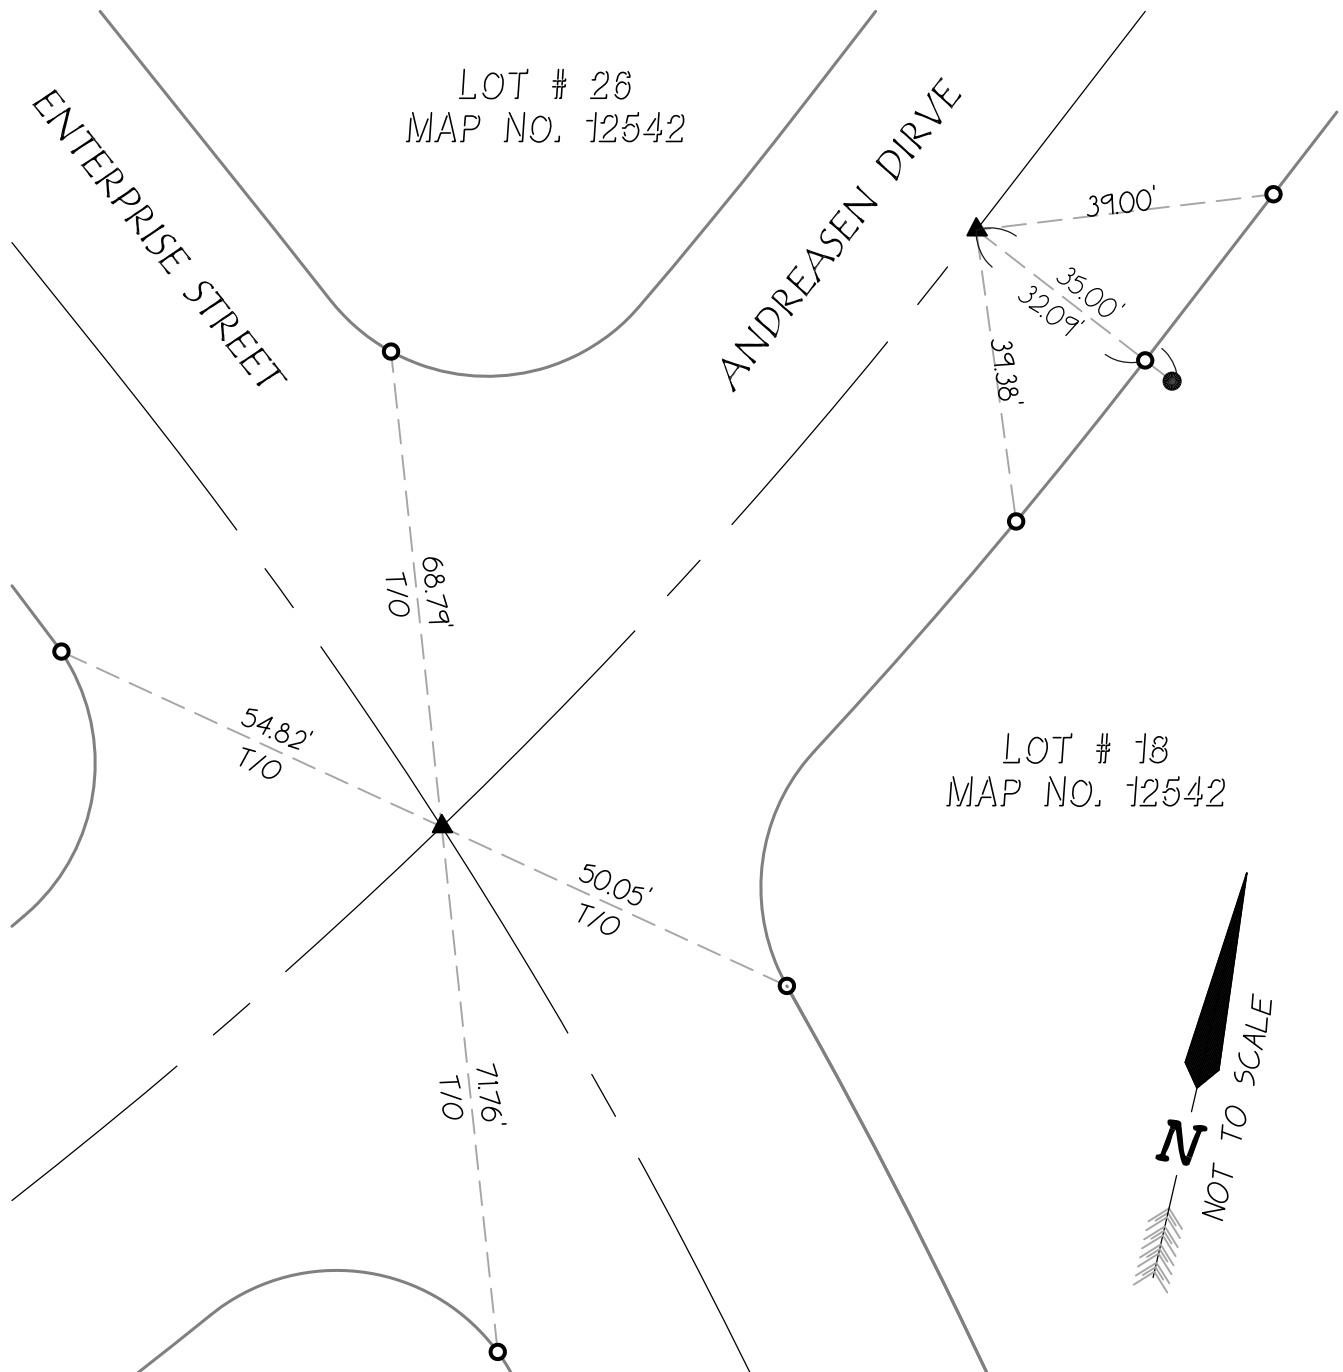 LOT # 26
MAP NO. 12542
ENTERPRISE STREET
ANDREASEN DIRVE
39.00'
35.00'
32.09'
39.38'
68.79'
T/O
54.82'
T/O
50.05'
T/O
71.76'
T/O
LOT # 18
MAP NO. 12542
N
NOT TO SCALE